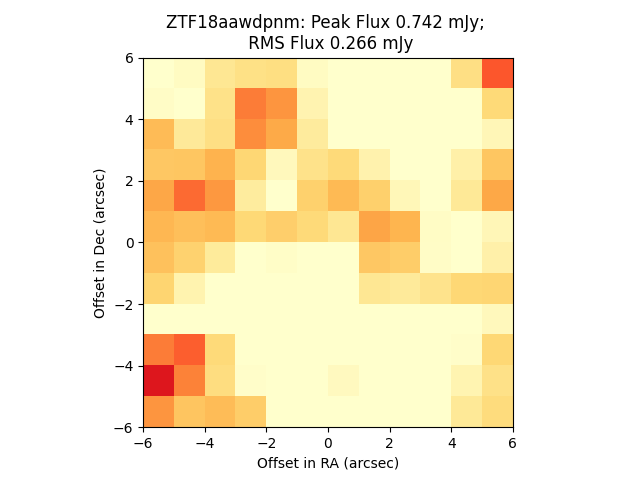 ZTF18aawdpnm: Peak Flux 0.742 mJy;
RMS Flux 0.266 mJy
6
4
2
0
−2
−4
−6
Offset in Dec (arcsec)
−6 −4 −2 0 2 4 6
Offset in RA (arcsec)